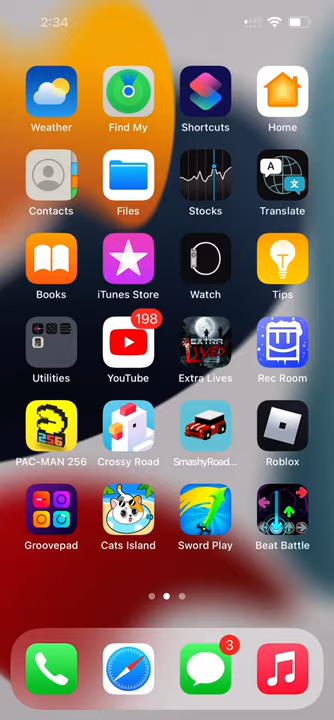 2:34
Weather Find My Shortcuts Home
Contacts Files Stocks Translate
Books iTunes Store Watch Tips
198
Utilities YouTube Extra Lives Rec Room
PAC-MAN 256 Crossy Road SmashyRoad... Roblox
Groovepad Cats Island Sword Play Beat Battle
3